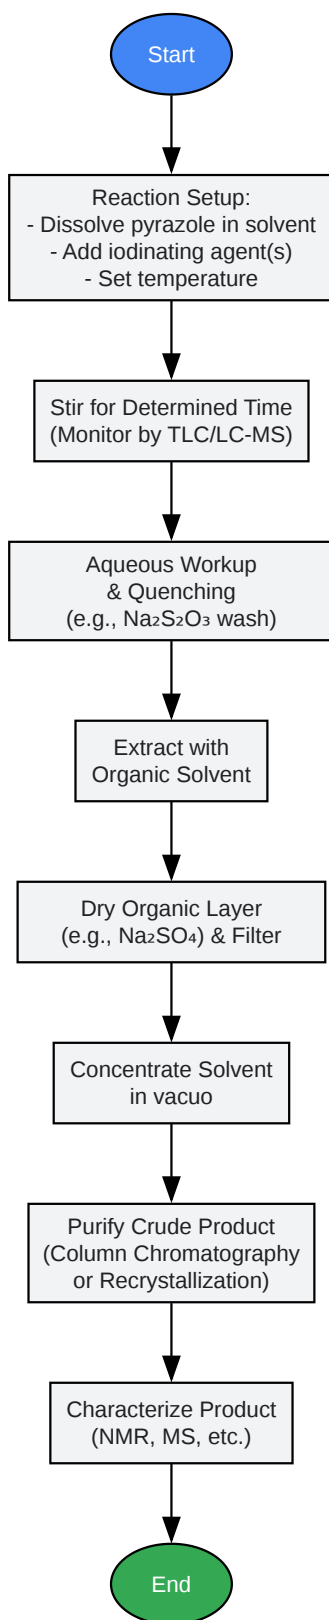 Start
Reaction Setup:
- Dissolve pyrazole in solvent
- Add iodinating agent(s)
- Set temperature
Stir for Determined Time
(Monitor by TLC/LC-MS)
Aqueous Workup
& Quenching
(e.g., Na₂S₂O₃ wash)
Extract with
Organic Solvent
Dry Organic Layer
(e.g., Na₂SO₄) & Filter
Concentrate Solvent
in vacuo
Purify Crude Product
(Column Chromatography
or Recrystallization)
Characterize Product
(NMR, MS, etc.)
End